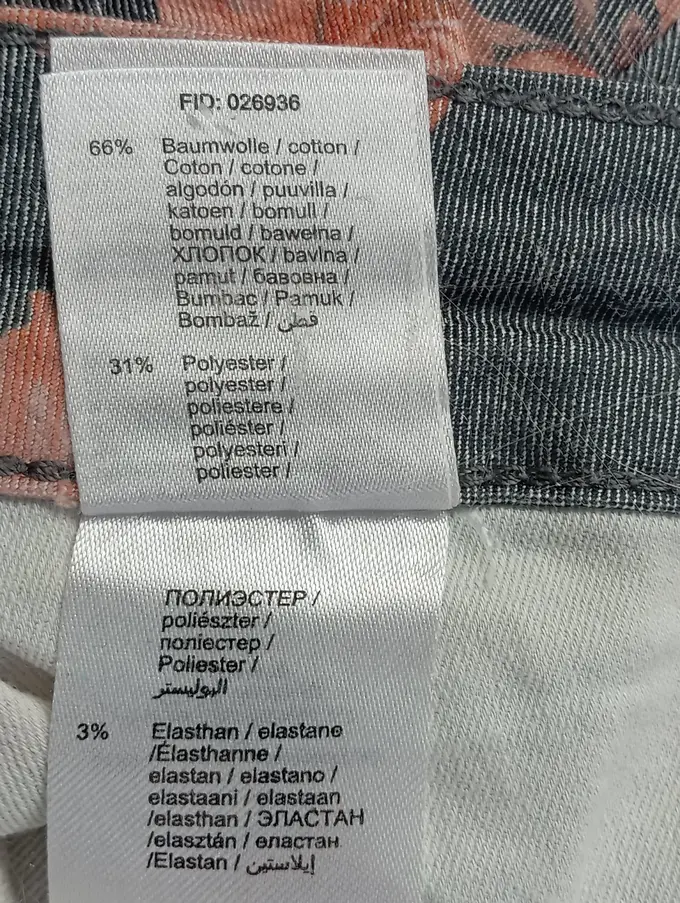 FID: 026936
66% Baumwolle / cotton /
Coton / cotone /
algodón / puuvilla /
katoen / bomull /
bomuld / bawełna /
ХЛОПОК / bavlna /
pamut / бавовна /
Bumbac / Pamuk /
Bombaž / قطن
31% Polyester /
polyester /
poliestere /
poliéster /
polyesteri /
poliester /
ПОЛИЭСТЕР /
poliészter /
поліестер /
Poliester /
البوليستر
3% Elasthan / elastane
/Élasthanne /
elastan / elastano /
elastaani / elastaan
/elasthan / ЭЛАСТАН
/elasztán / еластан
/Elastan / إيلاستين